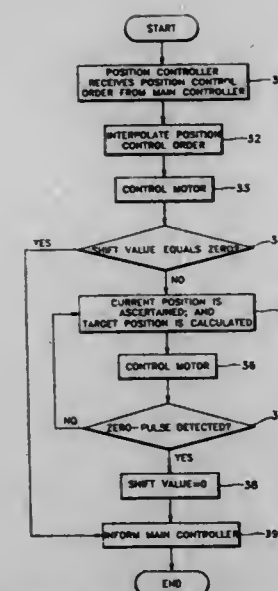 START
POSITION CONTROLLER
RECEIVES POSITION CONTROL
ORDER FROM MAIN CONTROLLER
INTERPOLATE POSITION
CONTROL ORDER
32
CONTROL MOTOR
33
SHIFT VALUE EQUALS ZERO?
YES
NO
CURRENT POSITION IS
ASCERTAINED; AND
TARGET POSITION IS CALCULATED
CONTROL MOTOR
36
ZERO-PULSE DETECTED?
NO
YES
SHIFT VALUE=0
38
INFORM MAIN CONTROLLER
39
END